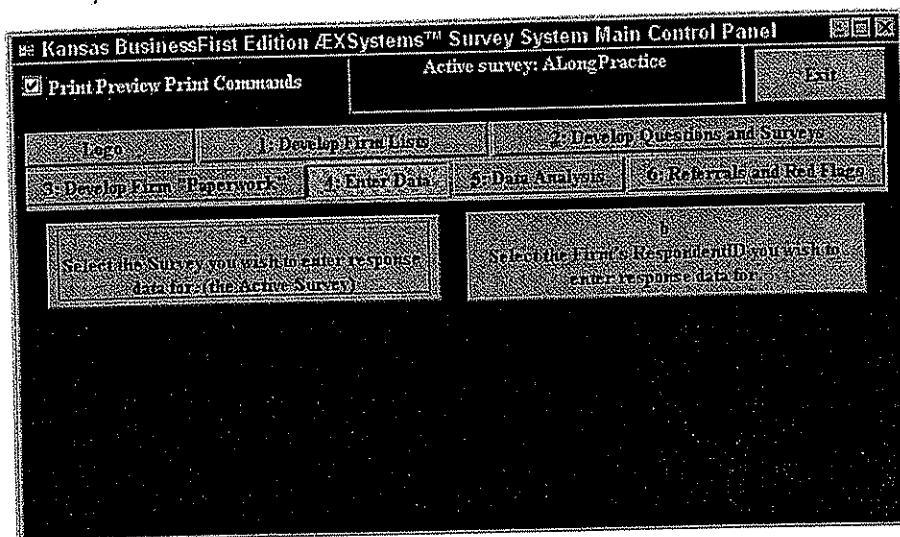 Kansas BusinessFirst Edition ÆXSystems™ Survey System Main Control Panel
Print Preview Print Commands
Active survey: ALongPractice
Exit
Logo
1: Develop Firm Lists
2: Develop Questions and Surveys
3: Develop Firm "Paperwork"
4: Enter Data
5: Data Analysis
6: Referrals and Red Flags
a
Select the Survey you wish to enter response
data for (the Active Survey)
b
Select the Firm's RespondentID you wish to
enter response data for